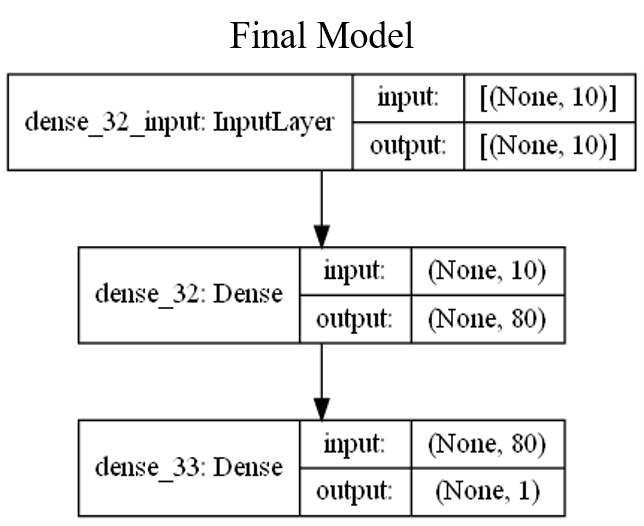 Final Model
dense_32_input: InputLayer
input: [(None, 10)]
output: [(None, 10)]
dense_32: Dense
input: (None, 10)
output: (None, 80)
dense_33: Dense
input: (None, 80)
output: (None, 1)